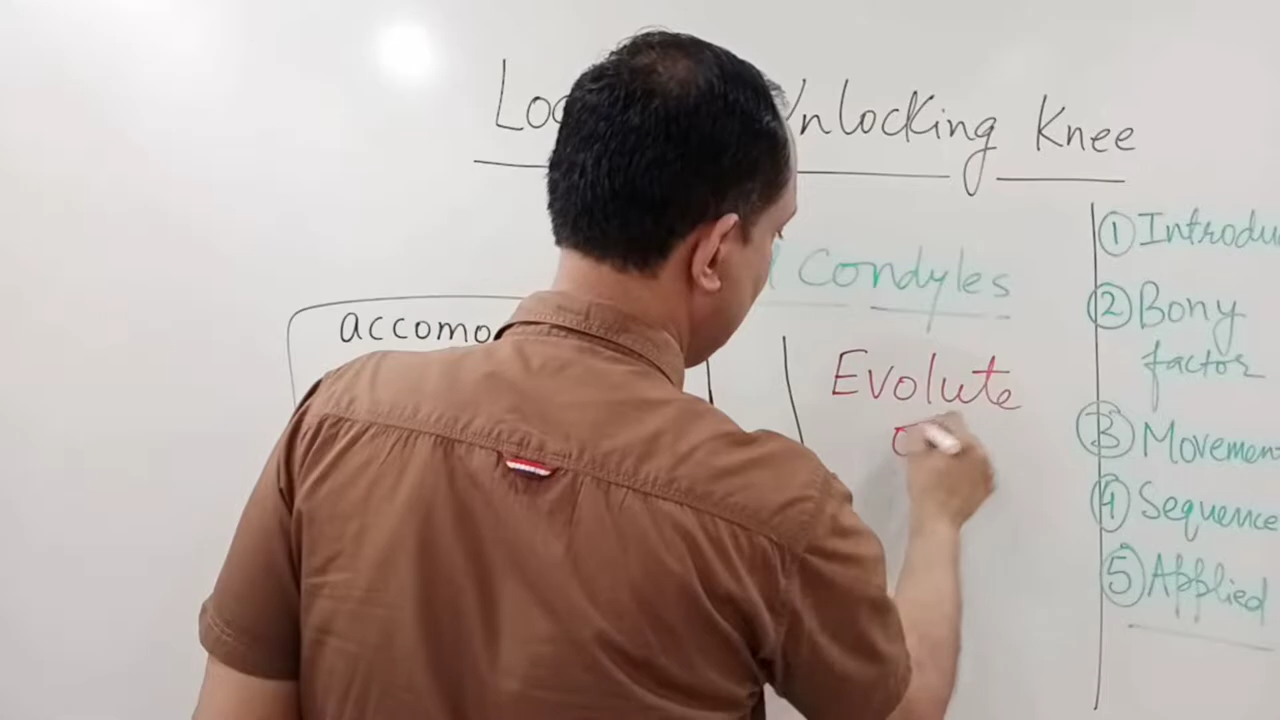 Unlocking Knee
Condyles
accomo
Evolute
① Introdu
② Bony
factor
③ Movemen
④ Sequence
⑤ Applied